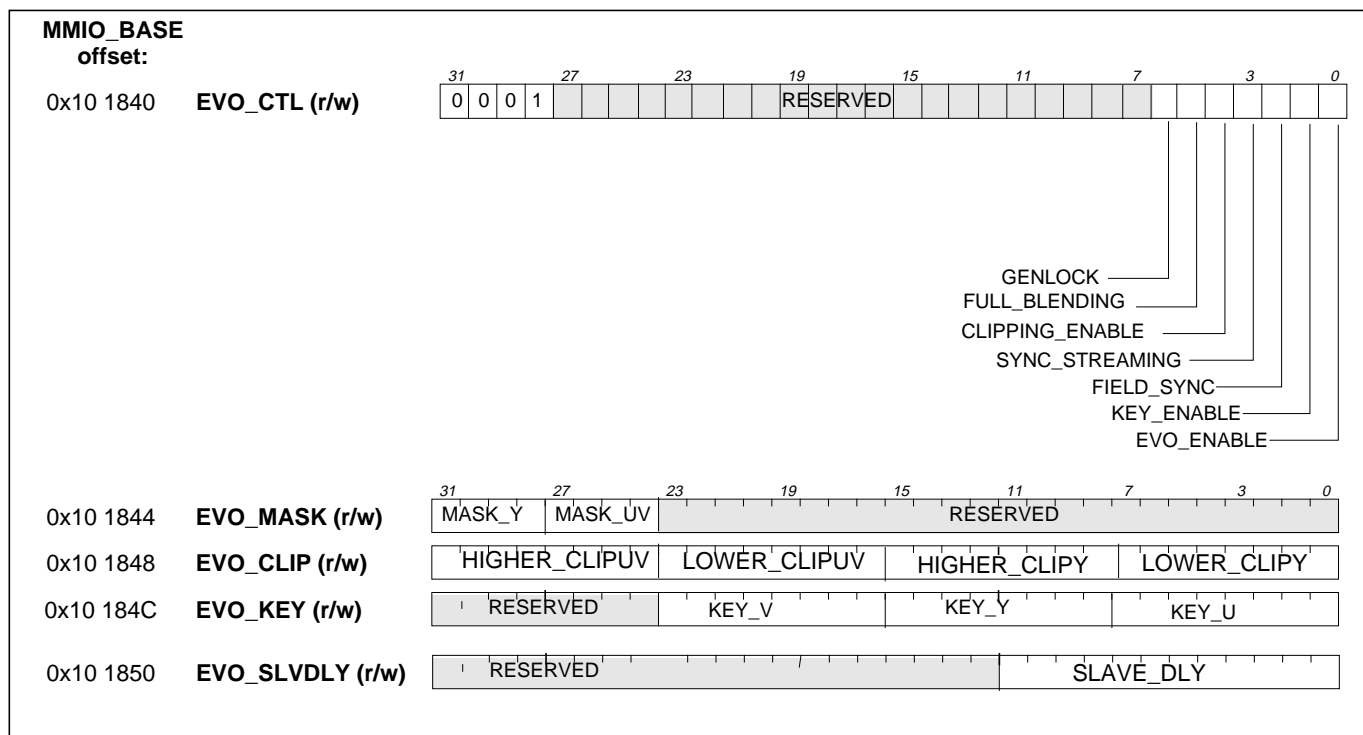 MMIO_BASE
offset:
31 27 23 19 15 11 7 3 0
0x10 1840 EVO_CTL (r/w) 0 0 0 1 RESERVED
GENLOCK
FULL_BLENDING
CLIPPING_ENABLE
SYNC_STREAMING
FIELD_SYNC
KEY_ENABLE
EVO_ENABLE
31 27 23 19 15 11 7 3 0
0x10 1844 EVO_MASK (r/w) MASK_Y MASK_UV RESERVED
0x10 1848 EVO_CLIP (r/w) HIGHER_CLIPUV LOWER_CLIPUV HIGHER_CLIPY LOWER_CLIPY
0x10 184C EVO_KEY (r/w) RESERVED KEY_V KEY_Y KEY_U
0x10 1850 EVO_SLVDLY (r/w) RESERVED SLAVE_DLY